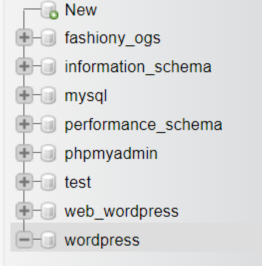 New
fashiony_ogs
information_schema
mysql
performance_schema
phpmyadmin
test
web_wordpress
wordpress